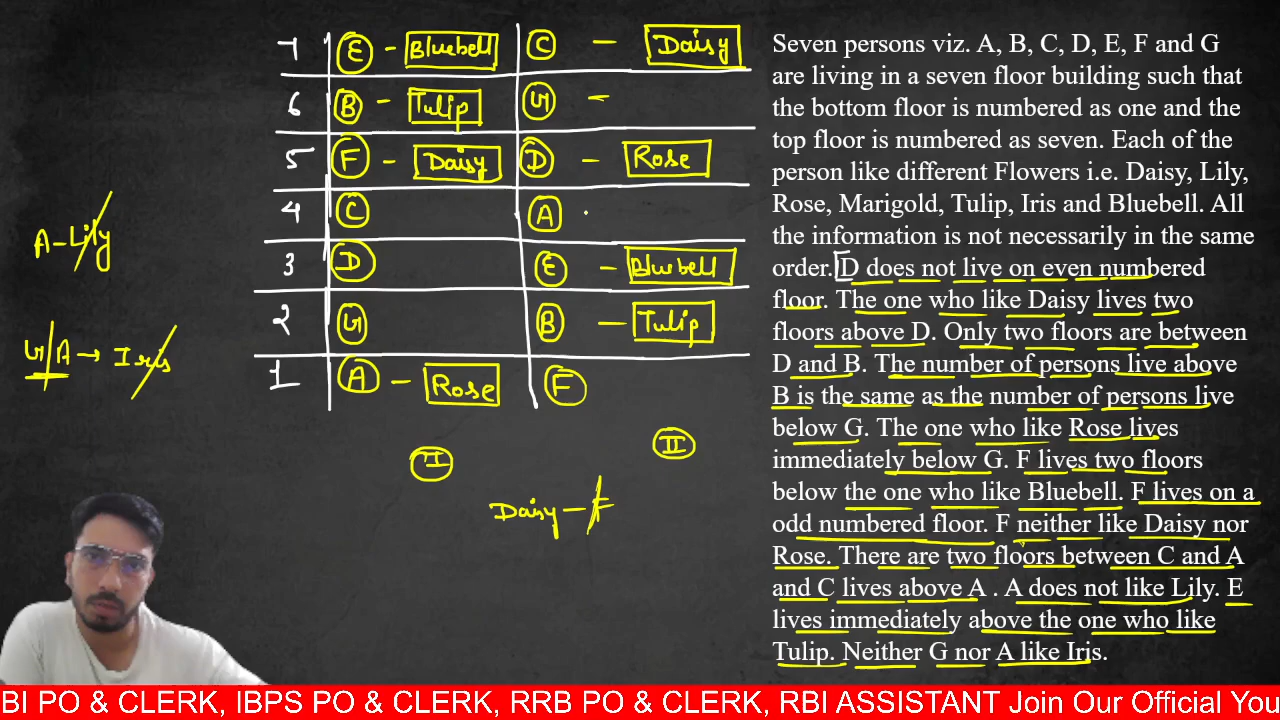 7 E - Bluebell C - Daisy
6 B - Tulip G -
5 F - Daisy D - Rose
4 C A
3 D E - Bluebell
2 G B - Tulip
1 A - Rose F
I II
A - Lily
G/A → Iris
Daisy - F
Seven persons viz. A, B, C, D, E, F and G
are living in a seven floor building such that
the bottom floor is numbered as one and the
top floor is numbered as seven. Each of the
person like different Flowers i.e. Daisy, Lily,
Rose, Marigold, Tulip, Iris and Bluebell. All
the information is not necessarily in the same
order. D does not live on even numbered
floor. The one who like Daisy lives two
floors above D. Only two floors are between
D and B. The number of persons live above
B is the same as the number of persons live
below G. The one who like Rose lives
immediately below G. F lives two floors
below the one who like Bluebell. F lives on a
odd numbered floor. F neither like Daisy nor
Rose. There are two floors between C and A
and C lives above A . A does not like Lily. E
lives immediately above the one who like
Tulip. Neither G nor A like Iris.
BI PO & CLERK, IBPS PO & CLERK, RRB PO & CLERK, RBI ASSISTANT Join Our Official You